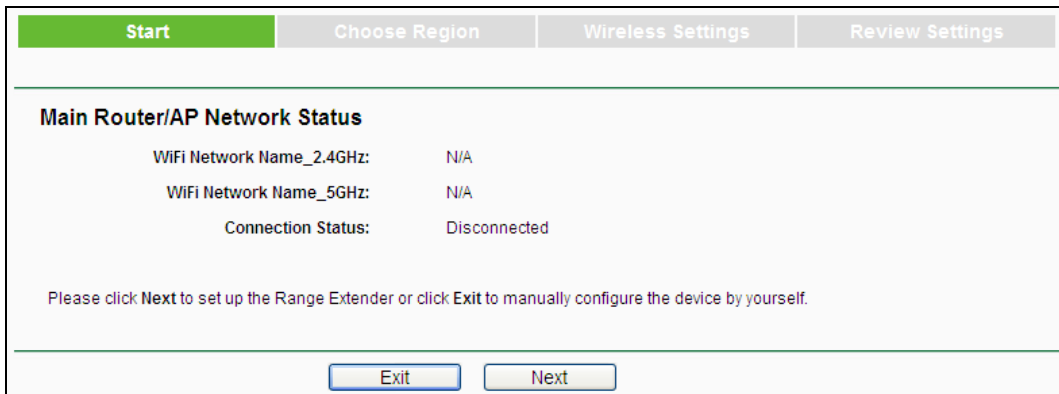 Start Choose Region Wireless Settings Review Settings
Main Router/AP Network Status
WiFi Network Name_2.4GHz: N/A
WiFi Network Name_5GHz: N/A
Connection Status: Disconnected
Please click Next to set up the Range Extender or click Exit to manually configure the device by yourself.
Exit Next